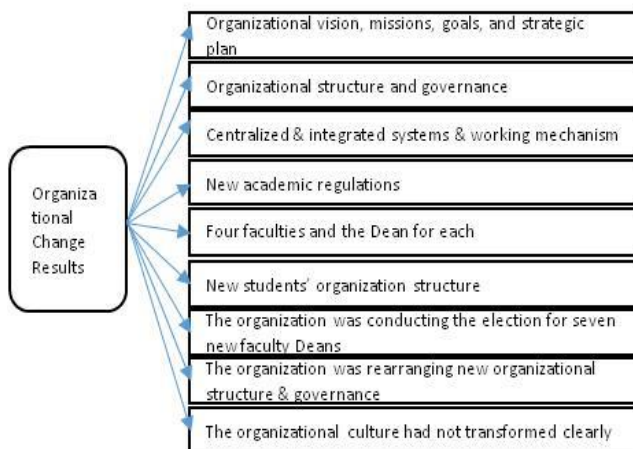 Organizational vision, missions, goals, and strategic
plan
Organizational structure and governance
Centralized & integrated systems & working mechanism
New academic regulations
Four faculties and the Dean for each
New students' organization structure
The organization was conducting the election for seven
new faculty Deans
The organization was rearranging new organizational
structure & governance
The organizational culture had not transformed clearly
Organiza
tional
Change
Results